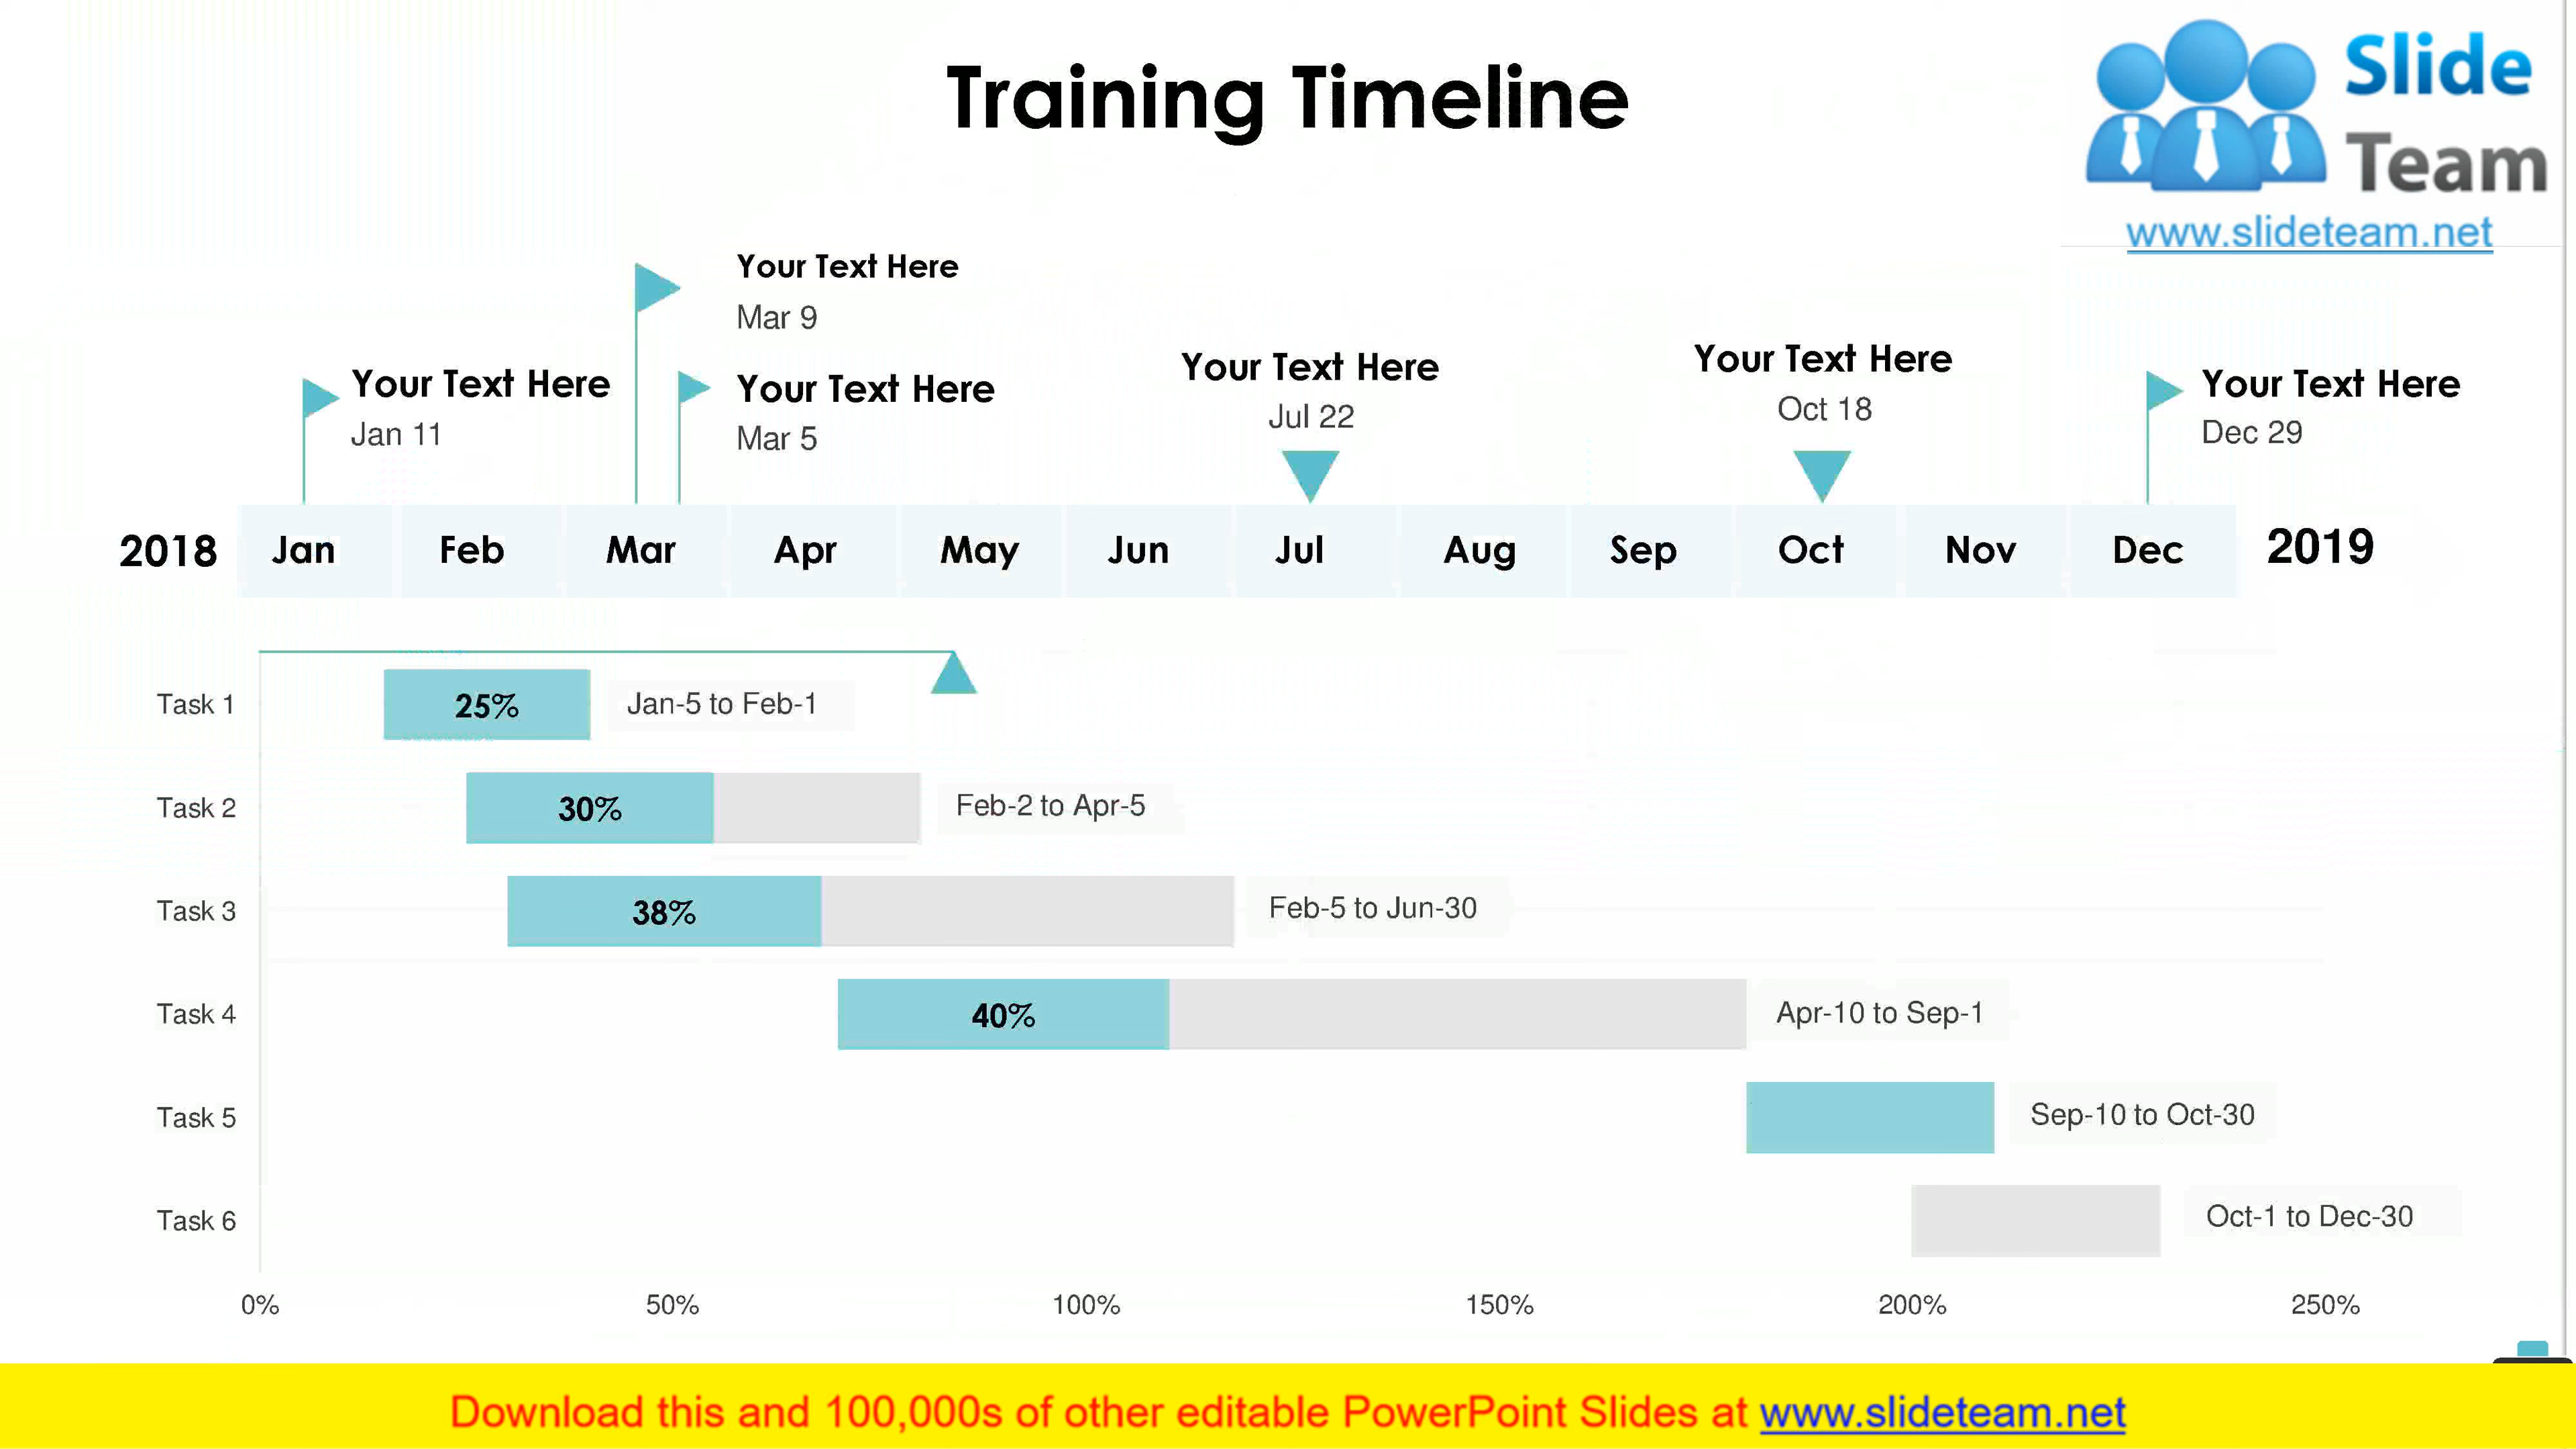 Training Timeline
Slide
Team
www.slideteam.net
Your Text Here
Mar 9
Your Text Here
Jan 11
Your Text Here
Mar 5
Your Text Here
Jul 22
Your Text Here
Oct 18
Your Text Here
Dec 29
2018 Jan Feb Mar Apr May Jun Jul Aug Sep Oct Nov Dec 2019
Task 1 25% Jan-5 to Feb-1
Task 2 30% Feb-2 to Apr-5
Task 3 38% Feb-5 to Jun-30
Task 4 40% Apr-10 to Sep-1
Task 5 Sep-10 to Oct-30
Task 6 Oct-1 to Dec-30
0% 50% 100% 150% 200% 250%
Download this and 100,000s of other editable PowerPoint Slides at www.slideteam.net